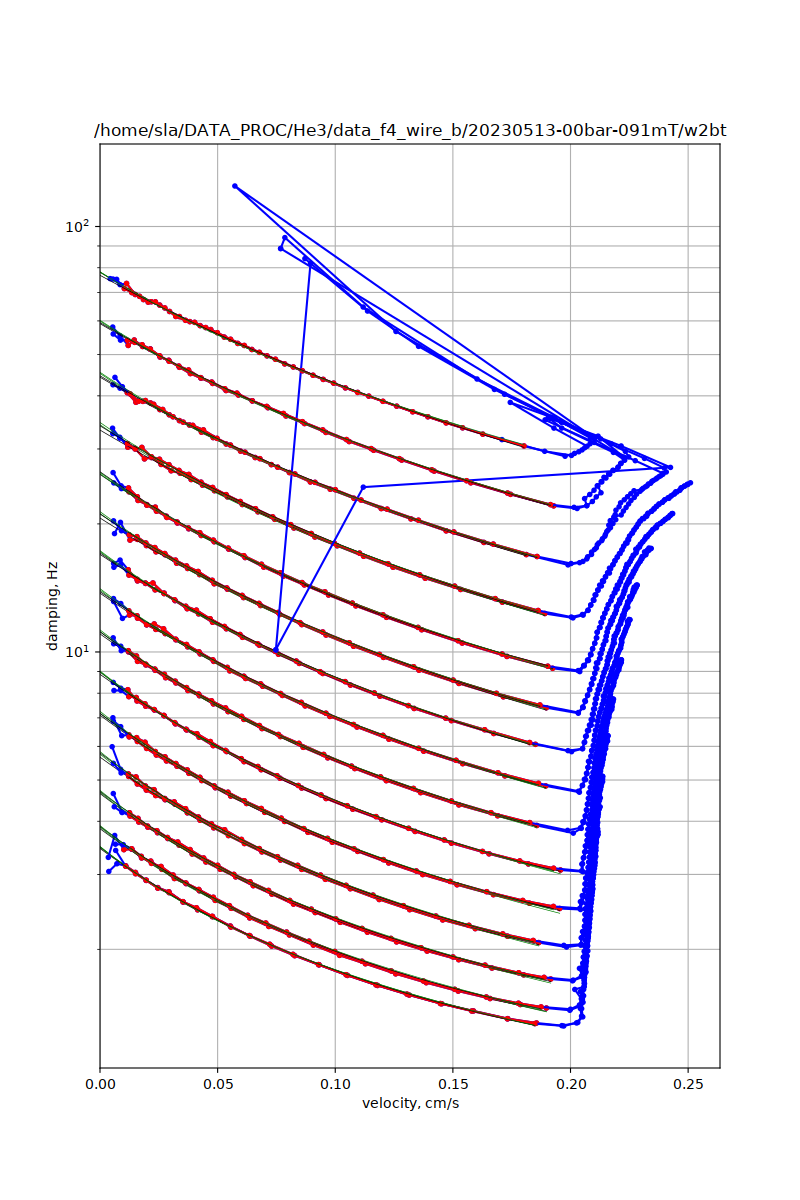 /home/sla/DATA_PROC/He3/data_f4_wire_b/20230513-00bar-091mT/w2bt
10²
10¹
damping, Hz
0.00 0.05 0.10 0.15 0.20 0.25
velocity, cm/s